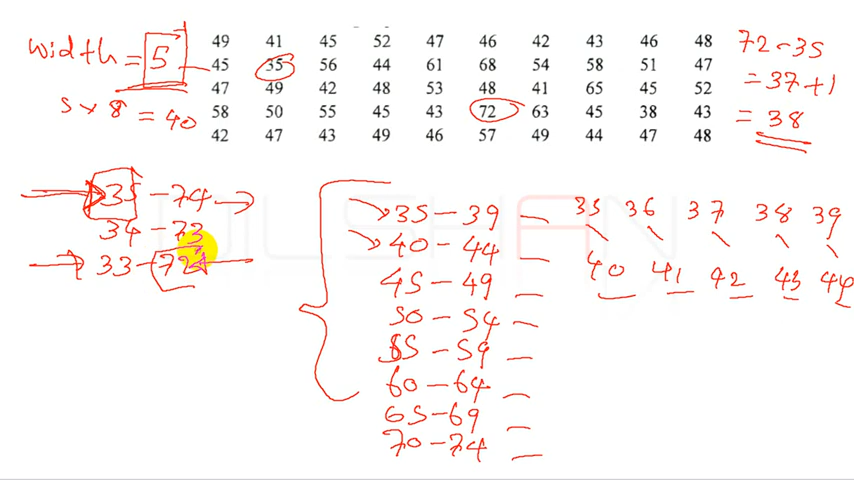 width = 5
5 x 8 = 40
49 41 45 52 47 46 42 43 46 48
45 35 56 44 61 68 54 58 51 47
47 49 42 48 53 48 41 65 45 52
58 50 55 45 43 72 63 45 38 43
42 47 43 49 46 57 49 44 47 48
72 - 35
= 37 + 1
= 38
35 - 74
34 - 73
33 - 72
35 - 39
40 - 44
45 - 49
50 - 54
55 - 59
60 - 64
65 - 69
70 - 74
35 36 37 38 39
40 41 42 43 44